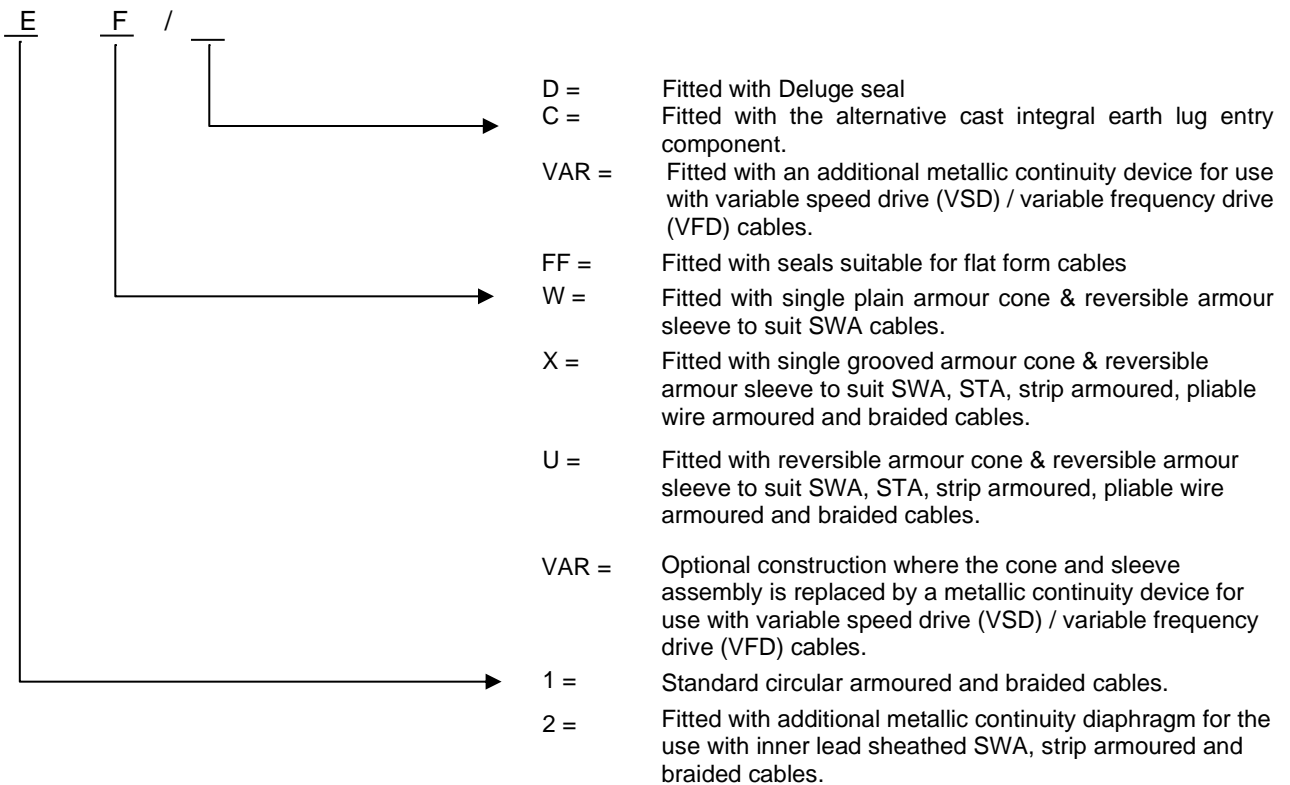 E F /
D = Fitted with Deluge seal
C = Fitted with the alternative cast integral earth lug entry
component.
VAR = Fitted with an additional metallic continuity device for use
with variable speed drive (VSD) / variable frequency drive
(VFD) cables.
FF = Fitted with seals suitable for flat form cables
W = Fitted with single plain armour cone & reversible armour
sleeve to suit SWA cables.
X = Fitted with single grooved armour cone & reversible
armour sleeve to suit SWA, STA, strip armoured, pliable
wire armoured and braided cables.
U = Fitted with reversible armour cone & reversible armour
sleeve to suit SWA, STA, strip armoured, pliable wire
armoured and braided cables.
VAR = Optional construction where the cone and sleeve
assembly is replaced by a metallic continuity device for
use with variable speed drive (VSD) / variable frequency
drive (VFD) cables.
1 = Standard circular armoured and braided cables.
2 = Fitted with additional metallic continuity diaphragm for the
use with inner lead sheathed SWA, strip armoured and
braided cables.